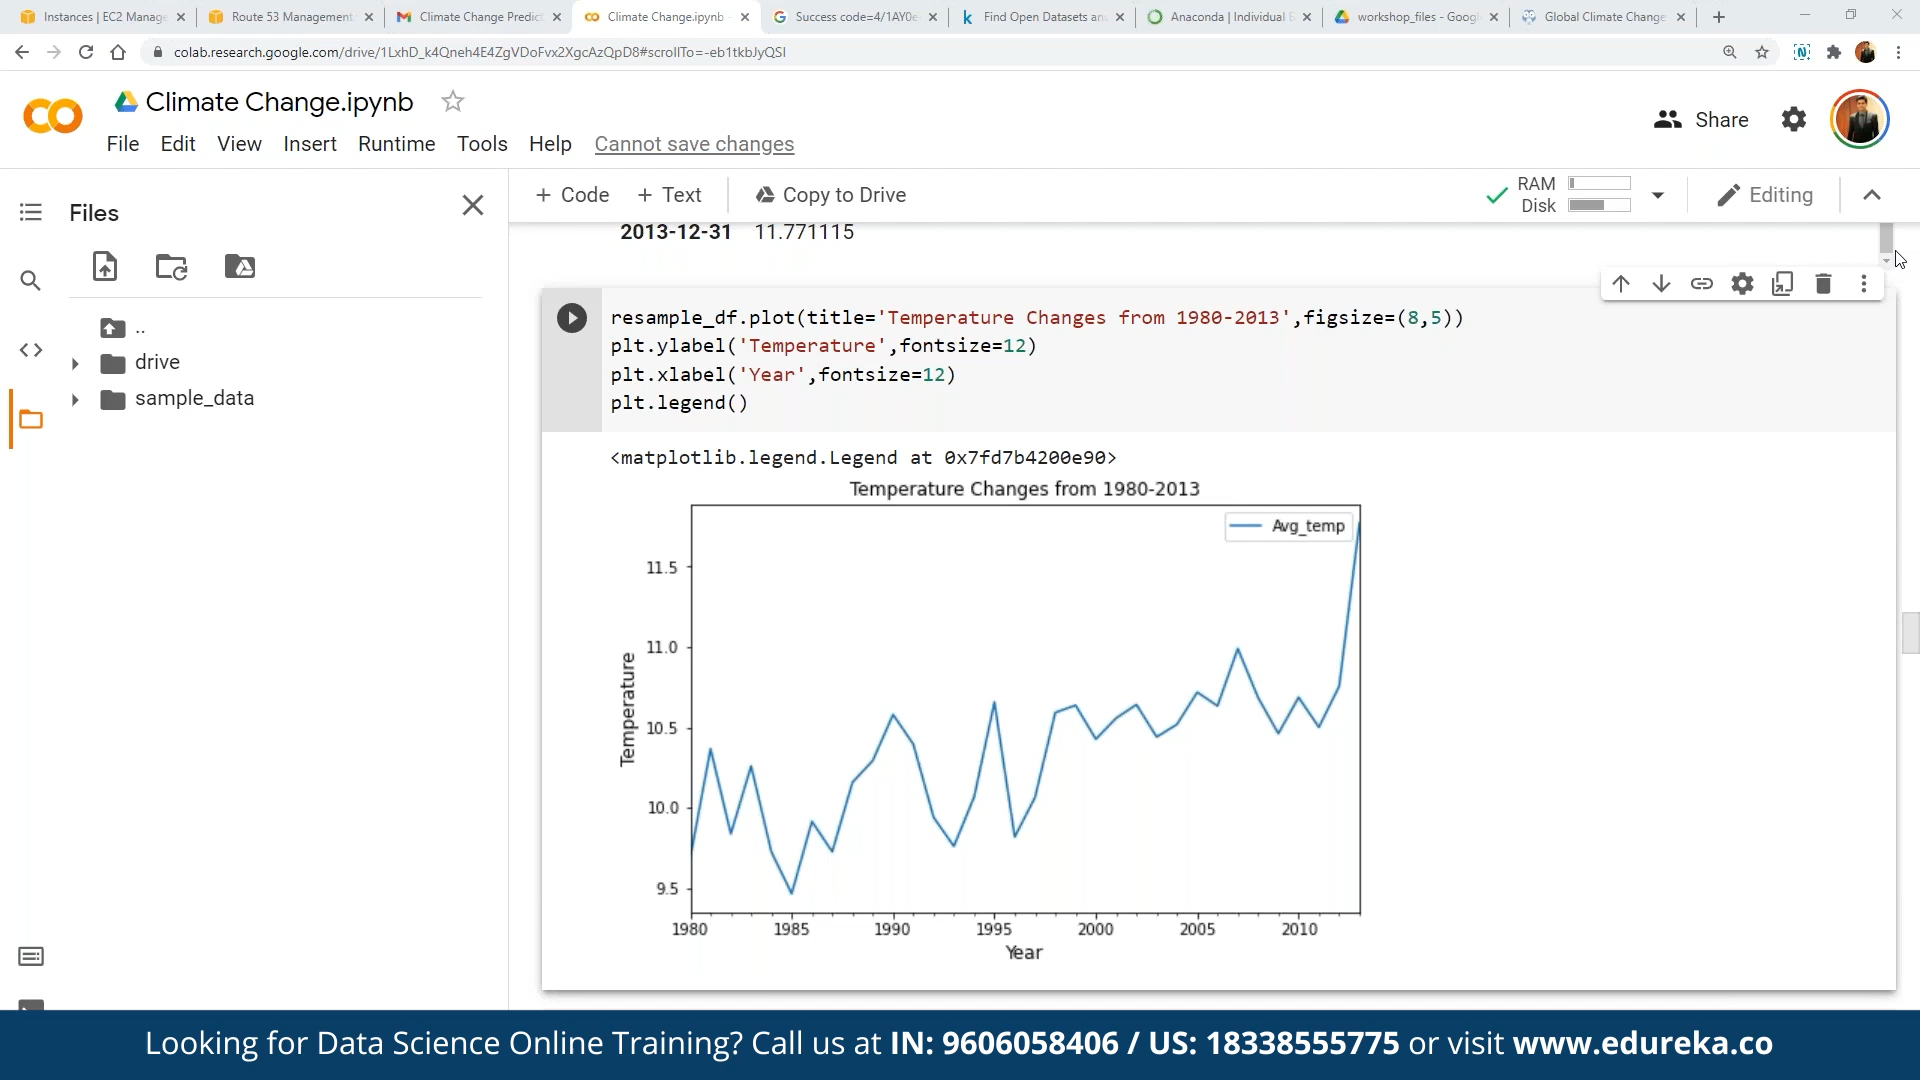 Instances | EC2 Manage
Route 53 Management
Climate Change Predic
Climate Change.ipynb
Success code=4/1AY0e
Find Open Datasets an
Anaconda | Individual E
workshop_files - Googl
Global Climate Change
colab.research.google.com/drive/1LxhD_k4Qneh4E4ZgVDoFvx2XgcAzQpD8#scrollTo=-eb1tkbJyQSI
Climate Change.ipynb
Share
File Edit View Insert Runtime Tools Help Cannot save changes
Files
+ Code + Text Copy to Drive
RAM
Disk
Editing
..
drive
sample_data
2013-12-31 11.771115
resample_df.plot(title='Temperature Changes from 1980-2013',figsize=(8,5))
plt.ylabel('Temperature',fontsize=12)
plt.xlabel('Year',fontsize=12)
plt.legend()
<matplotlib.legend.Legend at 0x7fd7b4200e90>
Temperature Changes from 1980-2013
Avg_temp
11.5
11.0
10.5
10.0
9.5
Temperature
1980 1985 1990 1995 2000 2005 2010
Year
Looking for Data Science Online Training? Call us at IN: 9606058406 / US: 18338555775 or visit www.edureka.co